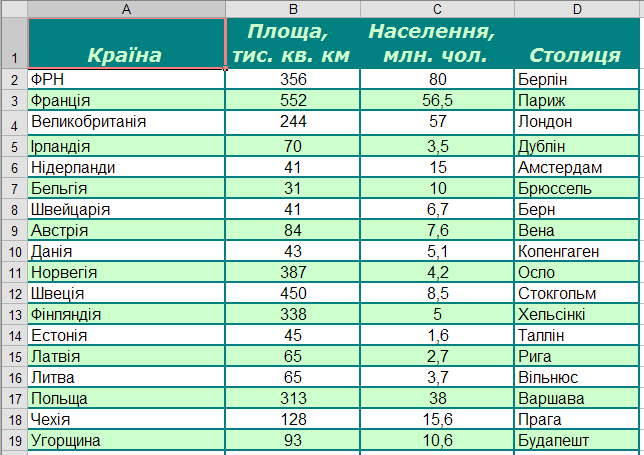 A B C D
1 Країна Площа, тис. кв. км Населення, млн. чол. Столиця
2 ФРН 356 80 Берлін
3 Франція 552 56,5 Париж
4 Великобританія 244 57 Лондон
5 Ірландія 70 3,5 Дублін
6 Нідерланди 41 15 Амстердам
7 Бельгія 31 10 Брюссель
8 Швейцарія 41 6,7 Берн
9 Австрія 84 7,6 Вена
10 Данія 43 5,1 Копенгаген
11 Норвегія 387 4,2 Осло
12 Швеція 450 8,5 Стокгольм
13 Фінляндія 338 5 Хельсінкі
14 Естонія 45 1,6 Таллін
15 Латвія 65 2,7 Рига
16 Литва 65 3,7 Вільнюс
17 Польща 313 38 Варшава
18 Чехія 128 15,6 Прага
19 Угорщина 93 10,6 Будапешт